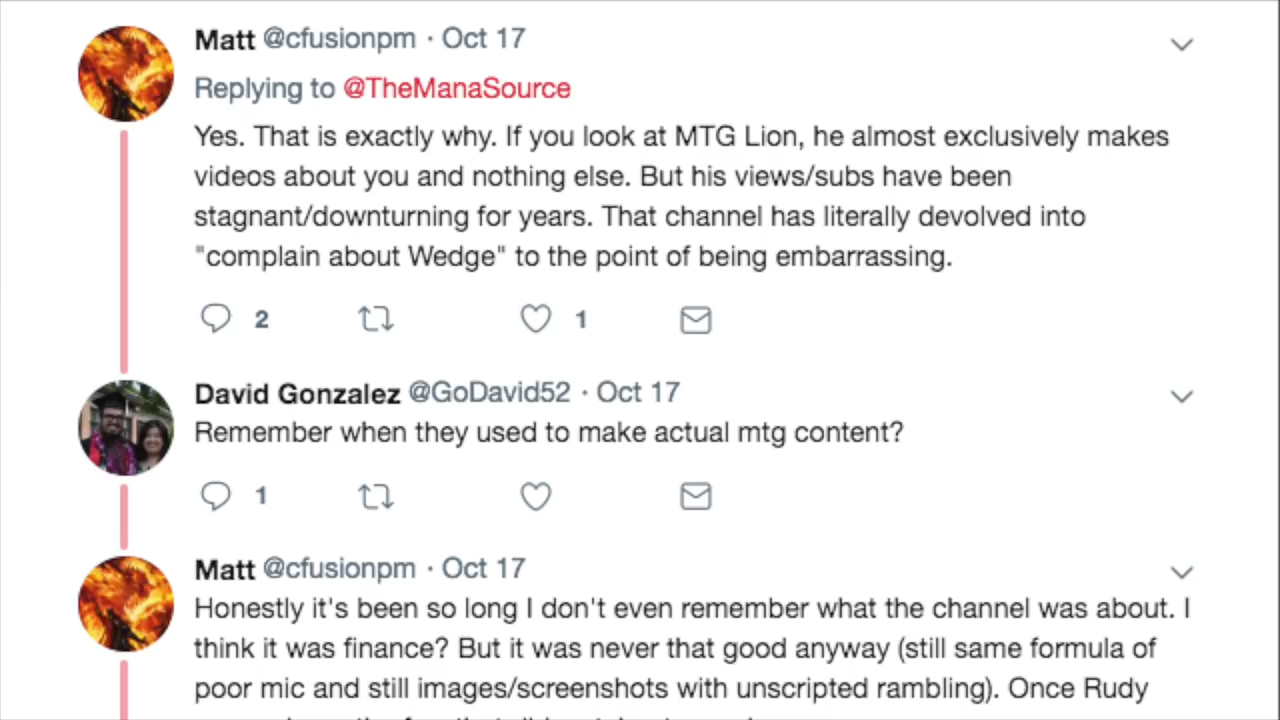 Matt @cfusionpm · Oct 17
Replying to @TheManaSource
Yes. That is exactly why. If you look at MTG Lion, he almost exclusively makes
videos about you and nothing else. But his views/subs have been
stagnant/downturning for years. That channel has literally devolved into
"complain about Wedge" to the point of being embarrassing.
2 1
David Gonzalez @GoDavid52 · Oct 17
Remember when they used to make actual mtg content?
1
Matt @cfusionpm · Oct 17
Honestly it's been so long I don't even remember what the channel was about. I
think it was finance? But it was never that good anyway (still same formula of
poor mic and still images/screenshots with unscripted rambling). Once Rudy